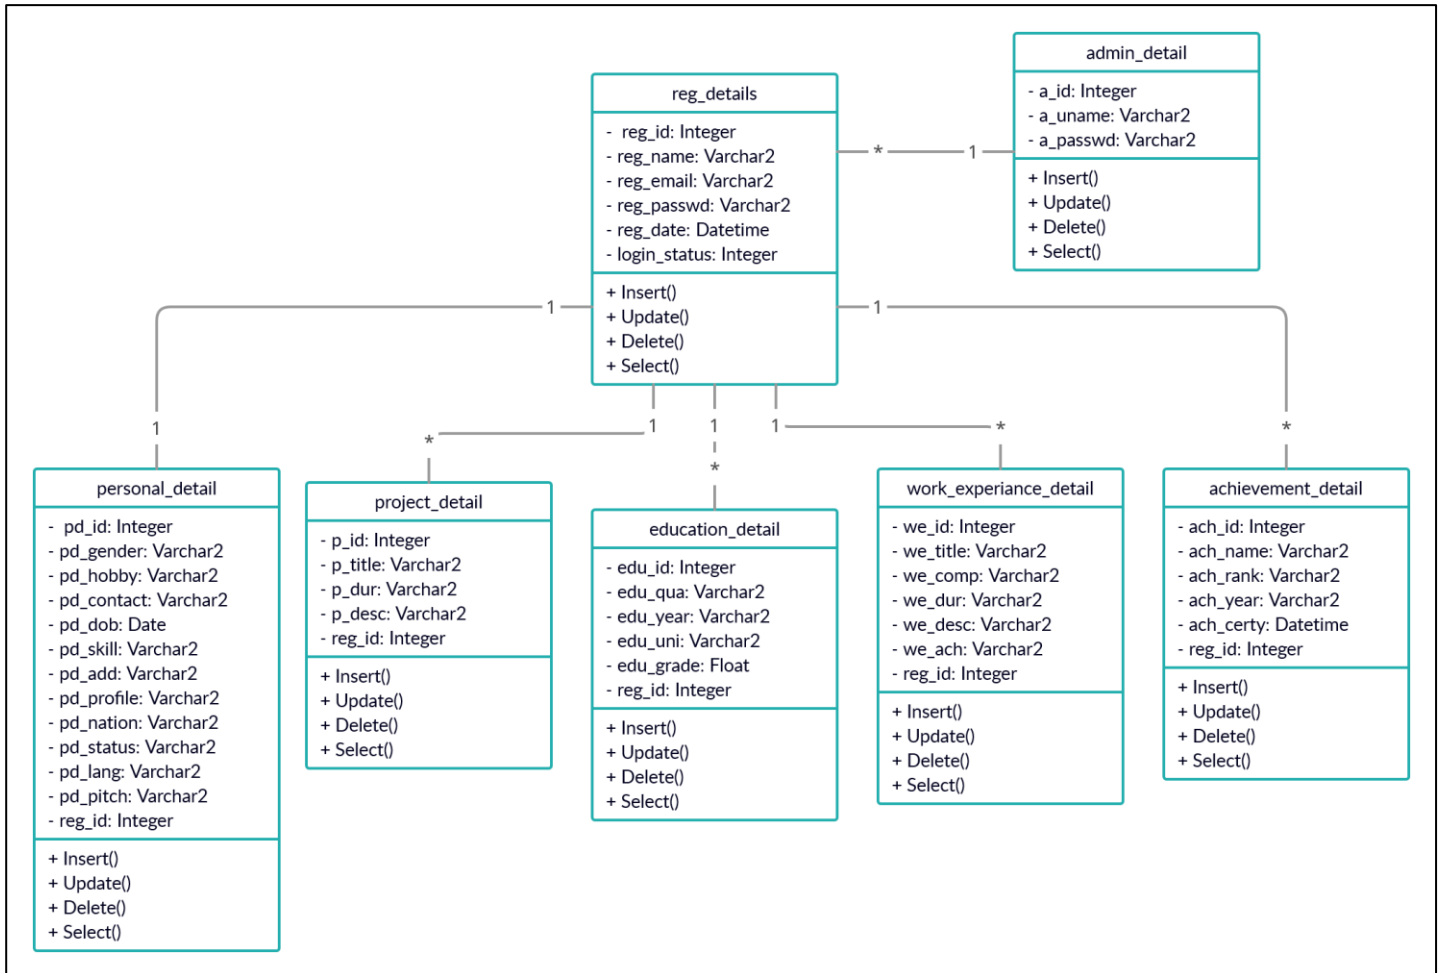 admin_detail
- a_id: Integer
- a_uname: Varchar2
- a_passwd: Varchar2
+ Insert()
+ Update()
+ Delete()
+ Select()
reg_details
- reg_id: Integer
- reg_name: Varchar2
- reg_email: Varchar2
- reg_passwd: Varchar2
- reg_date: Datetime
- login_status: Integer
+ Insert()
+ Update()
+ Delete()
+ Select()
* 1
1 1
1 1 1
1 * * *
*
personal_detail
- pd_id: Integer
- pd_gender: Varchar2
- pd_hobby: Varchar2
- pd_contact: Varchar2
- pd_dob: Date
- pd_skill: Varchar2
- pd_add: Varchar2
- pd_profile: Varchar2
- pd_nation: Varchar2
- pd_status: Varchar2
- pd_lang: Varchar2
- pd_pitch: Varchar2
- reg_id: Integer
+ Insert()
+ Update()
+ Delete()
+ Select()
project_detail
- p_id: Integer
- p_title: Varchar2
- p_dur: Varchar2
- p_desc: Varchar2
- reg_id: Integer
+ Insert()
+ Update()
+ Delete()
+ Select()
education_detail
- edu_id: Integer
- edu_qua: Varchar2
- edu_year: Varchar2
- edu_uni: Varchar2
- edu_grade: Float
- reg_id: Integer
+ Insert()
+ Update()
+ Delete()
+ Select()
work_experiance_detail
- we_id: Integer
- we_title: Varchar2
- we_comp: Varchar2
- we_dur: Varchar2
- we_desc: Varchar2
- we_ach: Varchar2
- reg_id: Integer
+ Insert()
+ Update()
+ Delete()
+ Select()
achievement_detail
- ach_id: Integer
- ach_name: Varchar2
- ach_rank: Varchar2
- ach_year: Varchar2
- ach_certy: Datetime
- reg_id: Integer
+ Insert()
+ Update()
+ Delete()
+ Select()